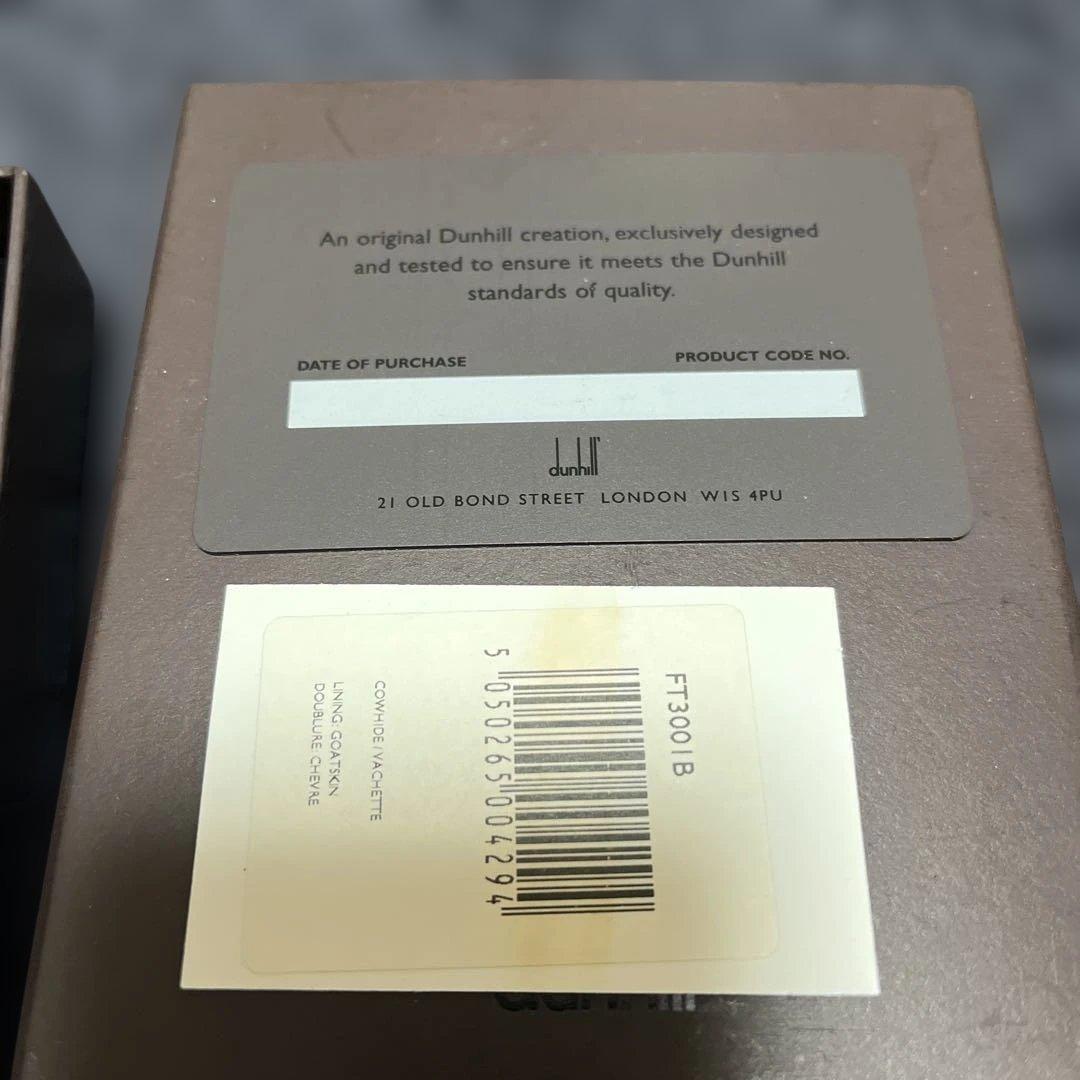 An original Dunhill creation, exclusively designed
and tested to ensure it meets the Dunhill
standards of quality.
DATE OF PURCHASE PRODUCT CODE NO.
dunhill
21 OLD BOND STREET LONDON W1S 4PU
FT3001B
5 050265 004294
COWHIDE/VACHETTE
LINING: GOATSKIN
DOUBLURE: CHEVRE